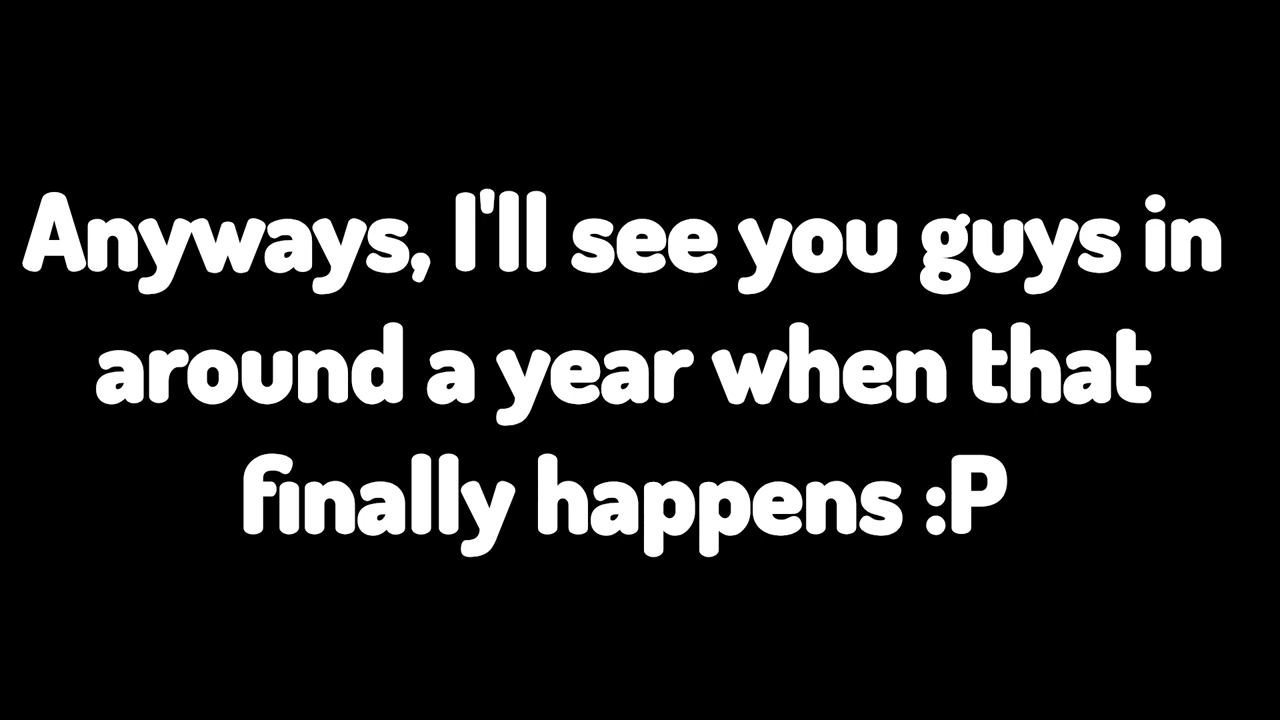 Anyways, I'll see you guys in
around a year when that
finally happens :P